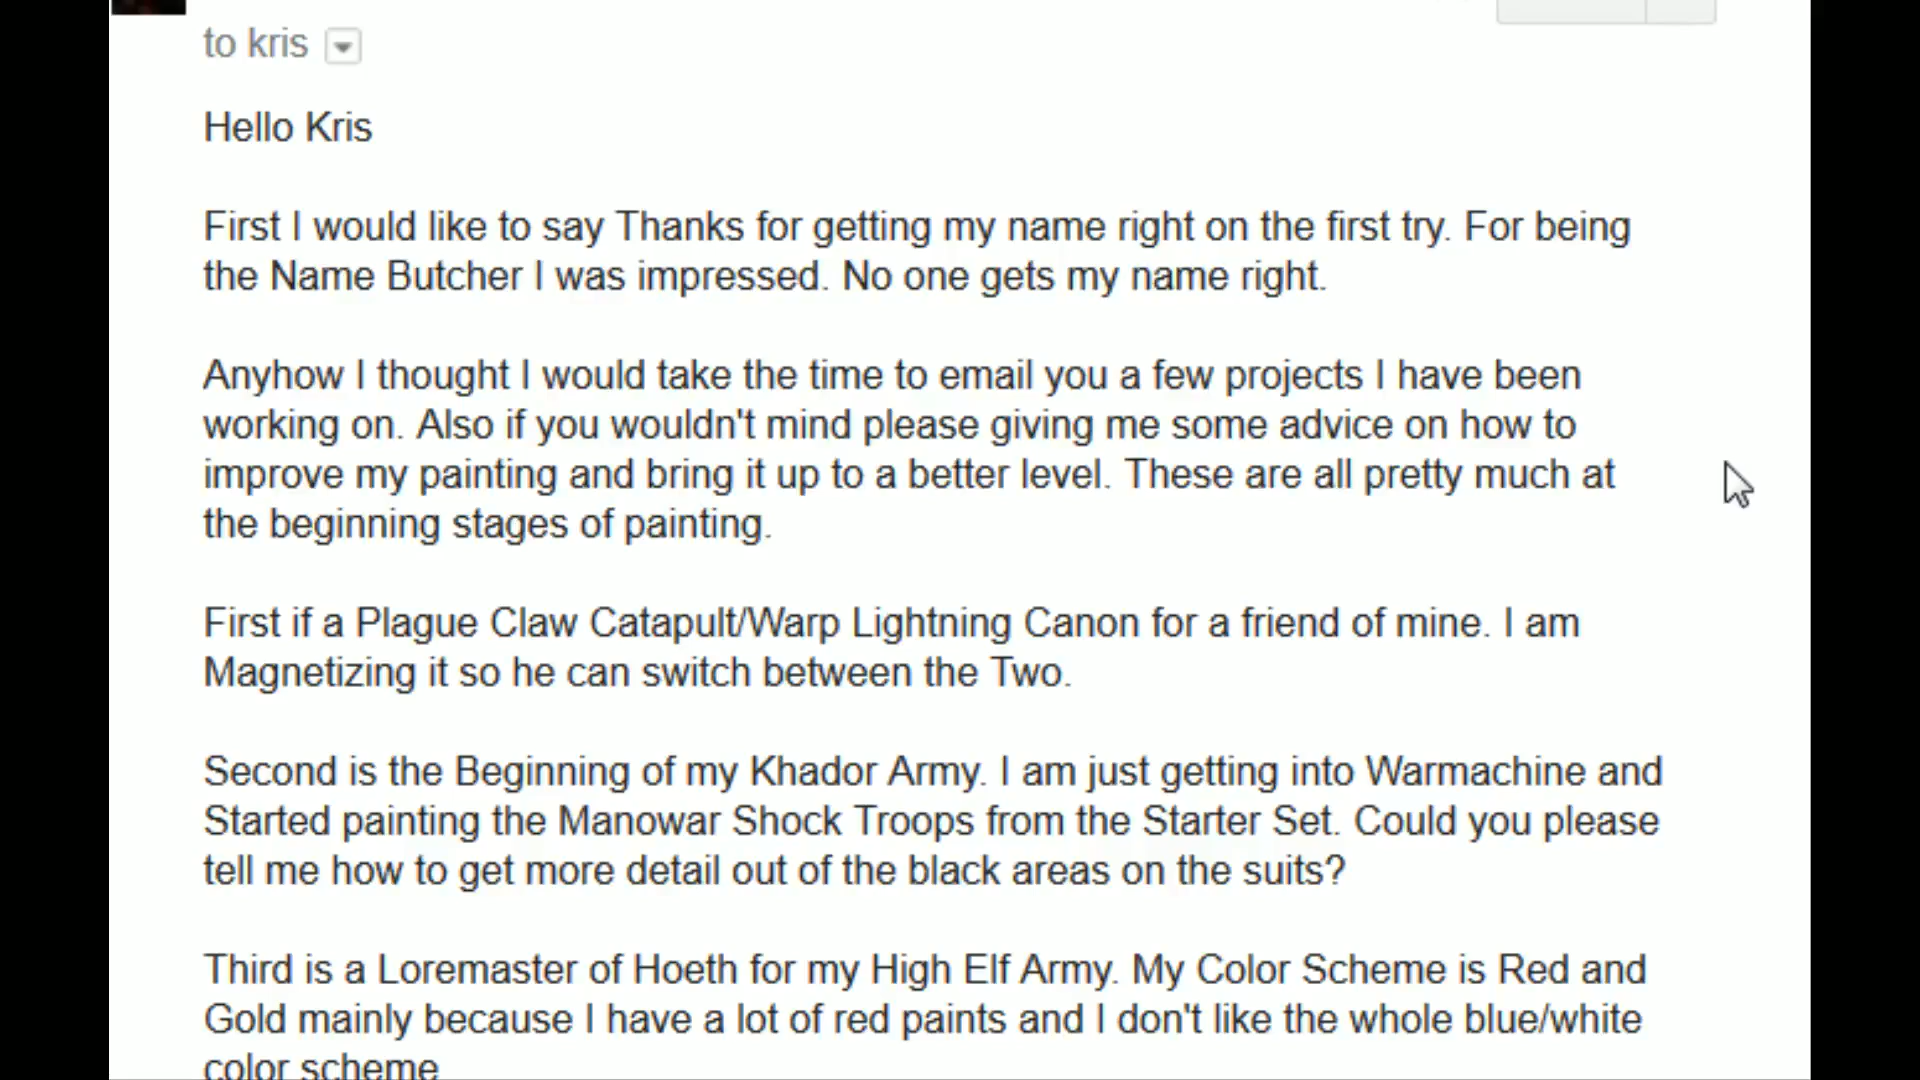 to kris
Hello Kris
First I would like to say Thanks for getting my name right on the first try. For being
the Name Butcher I was impressed. No one gets my name right.
Anyhow I thought I would take the time to email you a few projects I have been
working on. Also if you wouldn't mind please giving me some advice on how to
improve my painting and bring it up to a better level. These are all pretty much at
the beginning stages of painting.
First if a Plague Claw Catapult/Warp Lightning Canon for a friend of mine. I am
Magnetizing it so he can switch between the Two.
Second is the Beginning of my Khador Army. I am just getting into Warmachine and
Started painting the Manowar Shock Troops from the Starter Set. Could you please
tell me how to get more detail out of the black areas on the suits?
Third is a Loremaster of Hoeth for my High Elf Army. My Color Scheme is Red and
Gold mainly because I have a lot of red paints and I don't like the whole blue/white
color scheme